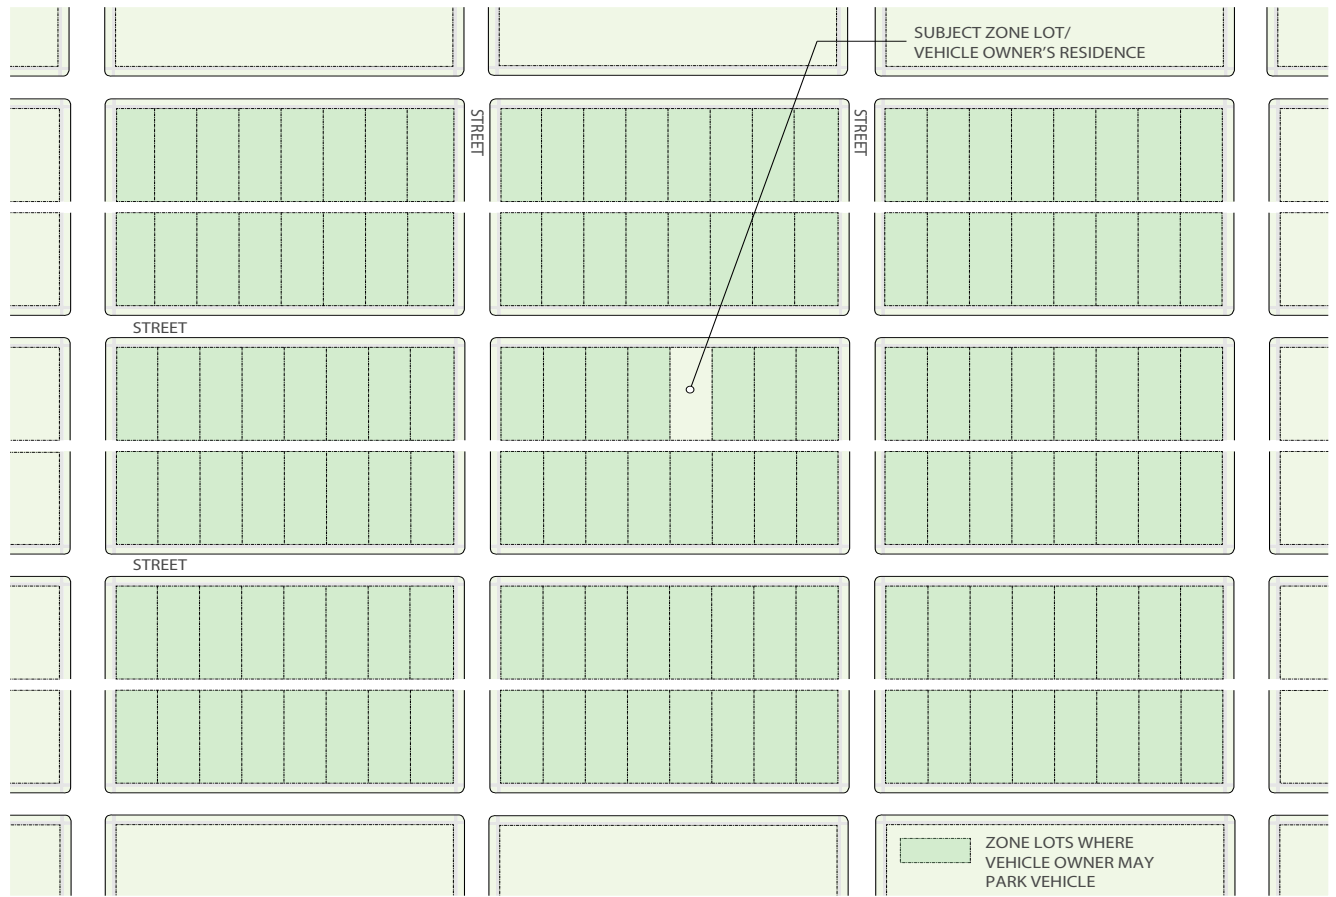 SUBJECT ZONE LOT/
VEHICLE OWNER'S RESIDENCE
STREET
STREET
STREET
STREET
ZONE LOTS WHERE
VEHICLE OWNER MAY
PARK VEHICLE